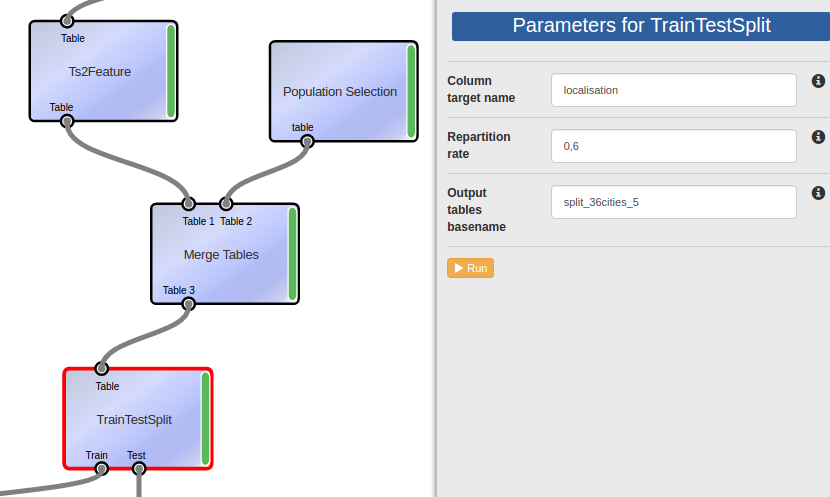 Table
Ts2Feature
Table
Population Selection
table
Table 1 Table 2
Merge Tables
Table 3
Table
TrainTestSplit
Train Test
Parameters for TrainTestSplit
Column
target name
localisation
Repartition
rate
0,6
Output
tables
basename
split_36cities_5
Run